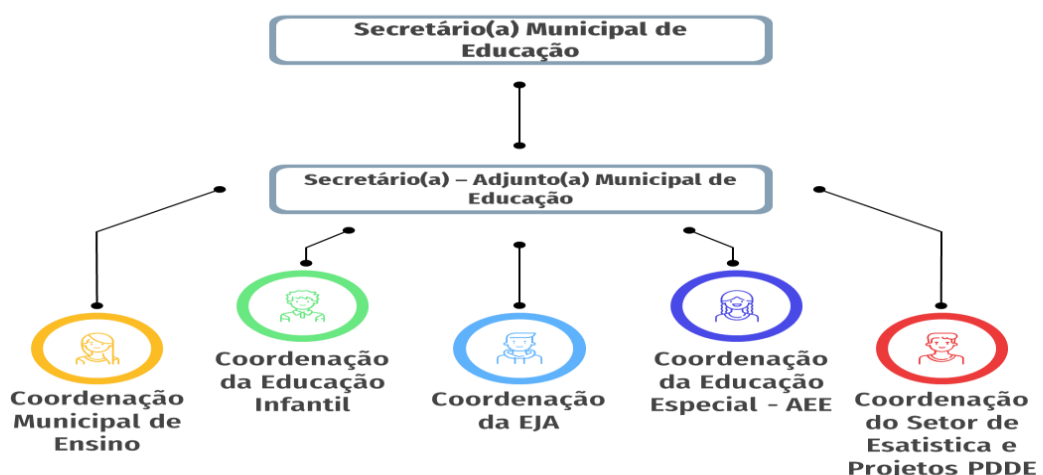 Secretário(a) Municipal de
Educação
Secretário(a) – Adjunto(a) Municipal de
Educação
Coordenação
Municipal de
Ensino
Coordenação
da Educação
Infantil
Coordenação
da EJA
Coordenação
da Educação
Especial - AEE
Coordenação
do Setor de
Esatistica e
Projetos PDDE